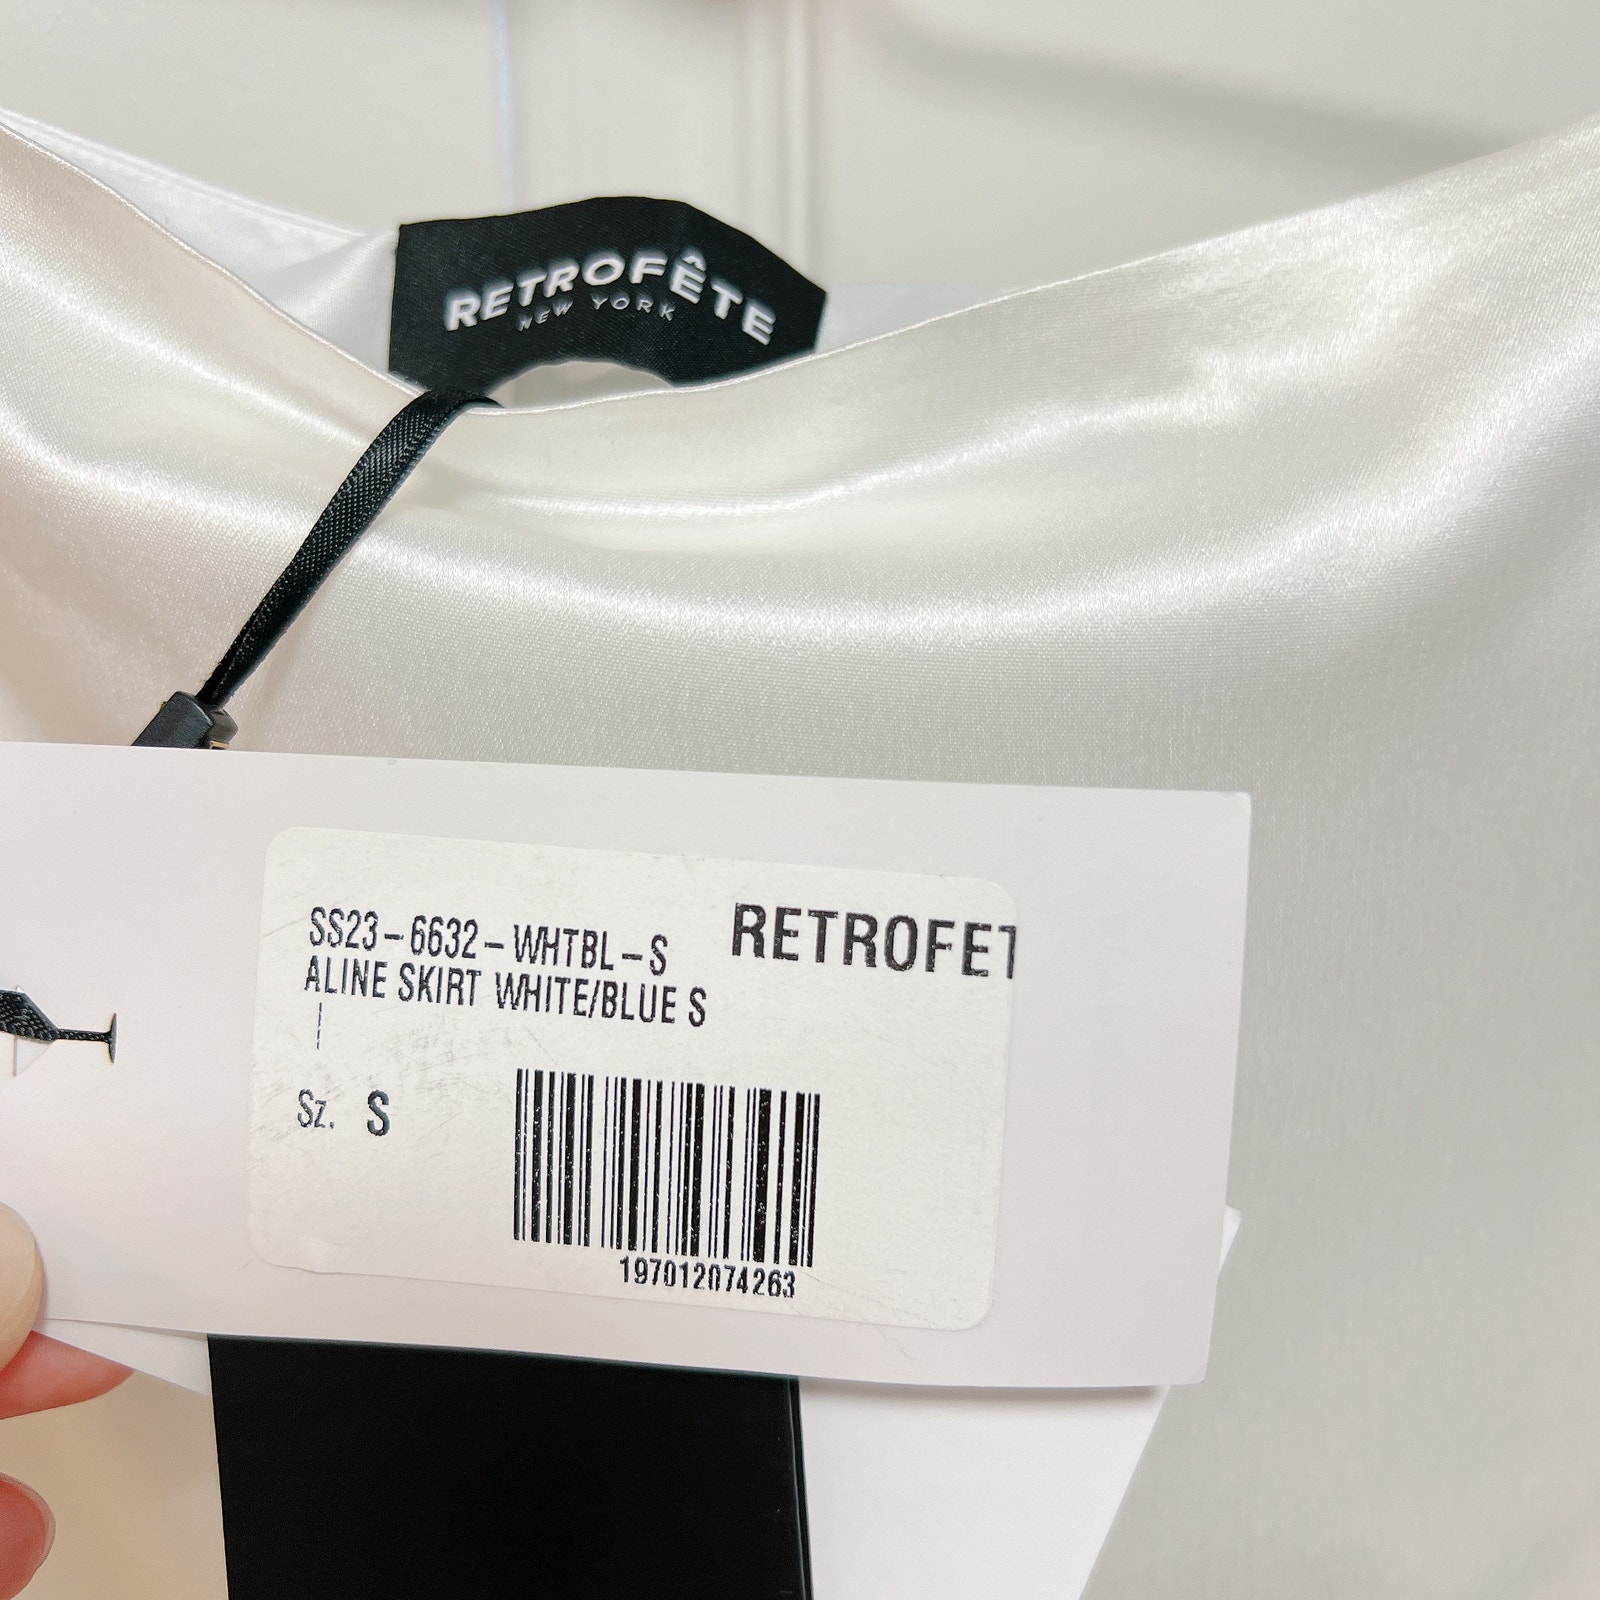 RETROFÊTE
NEW YORK
SS23-6632-WHTBL-S
RETROFET
ALINE SKIRT WHITE/BLUE S
Sz. S
197012074263